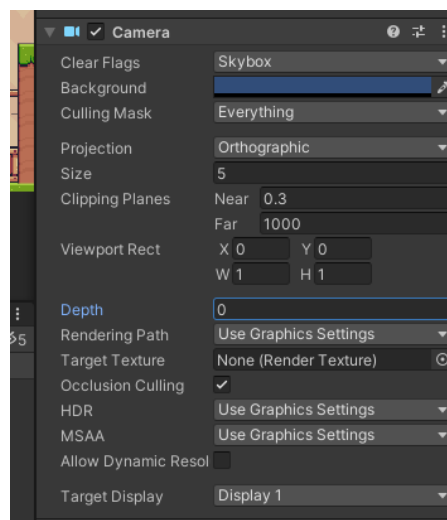 Camera
Clear Flags Skybox
Background
Culling Mask Everything
Projection Orthographic
Size 5
Clipping Planes Near 0.3
Far 1000
Viewport Rect X 0 Y 0
W 1 H 1
Depth 0
Rendering Path Use Graphics Settings
Target Texture None (Render Texture)
Occlusion Culling
HDR Use Graphics Settings
MSAA Use Graphics Settings
Allow Dynamic Resol
Target Display Display 1
5